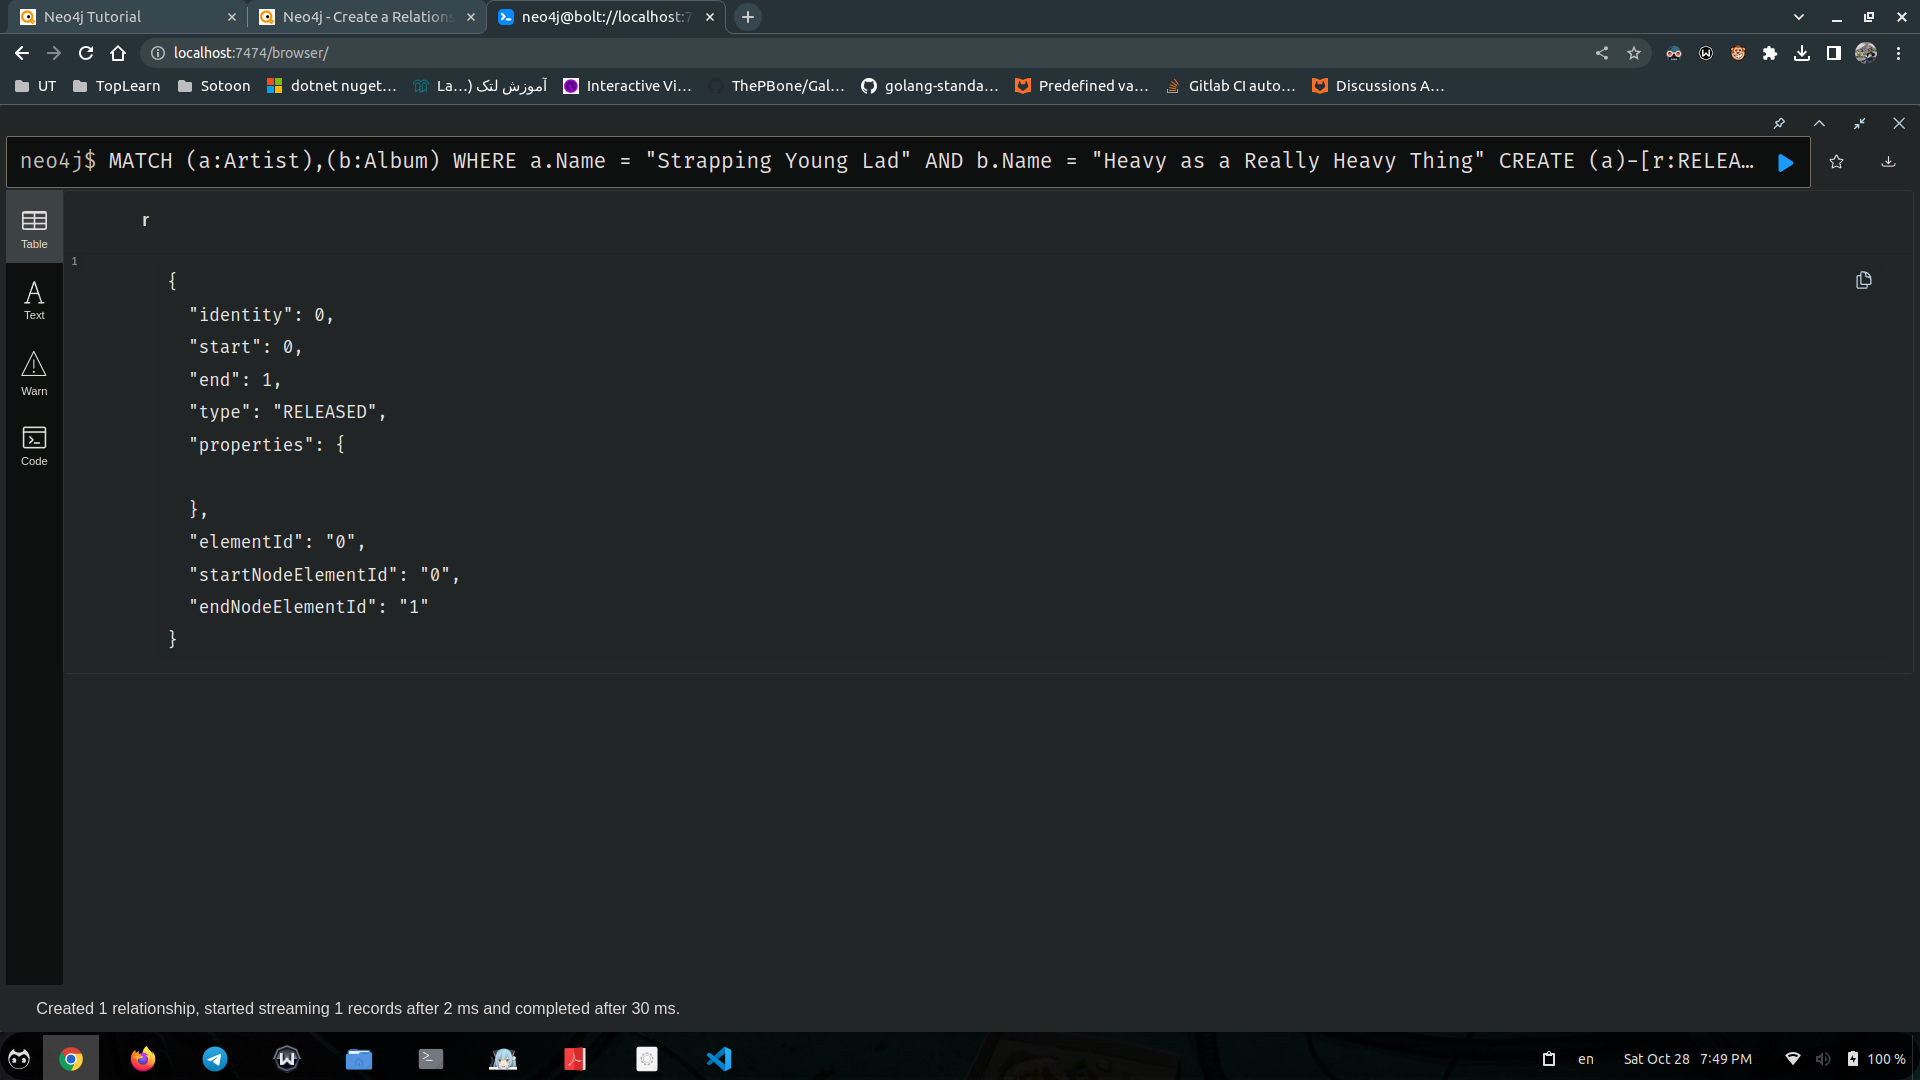 Neo4j Tutorial
Neo4j - Create a Relations
neo4j@bolt://localhost:7
localhost:7474/browser/
UT
TopLearn
Sotoon
dotnet nuget...
آموزش لتک (...La
Interactive Vi...
ThePBone/Gal...
golang-standa...
Predefined va...
Gitlab CI auto...
Discussions A...
neo4j$ MATCH (a:Artist),(b:Album) WHERE a.Name = "Strapping Young Lad" AND b.Name = "Heavy as a Really Heavy Thing" CREATE (a)-[r:RELEA...
Table
Text
Warn
Code
r
1
{
"identity": 0,
"start": 0,
"end": 1,
"type": "RELEASED",
"properties": {
},
"elementId": "0",
"startNodeElementId": "0",
"endNodeElementId": "1"
}
Created 1 relationship, started streaming 1 records after 2 ms and completed after 30 ms.
en
Sat Oct 28 7:49 PM
100 %